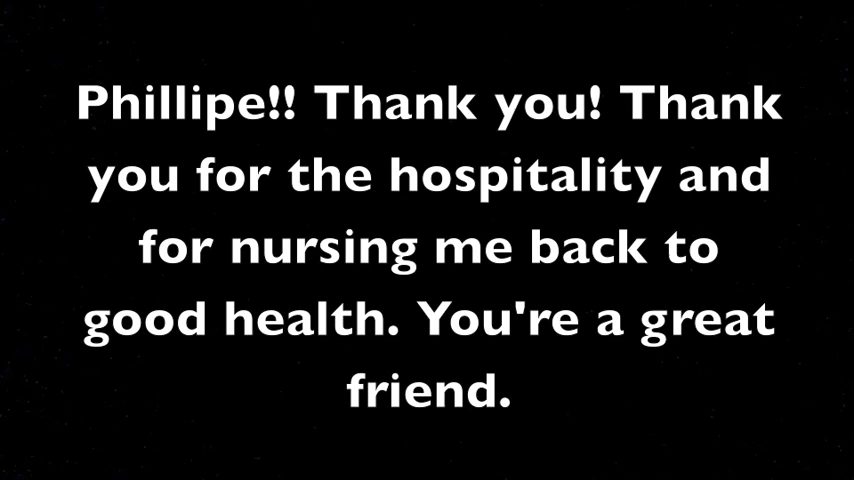 Phillipe!! Thank you! Thank
you for the hospitality and
for nursing me back to
good health. You're a great
friend.